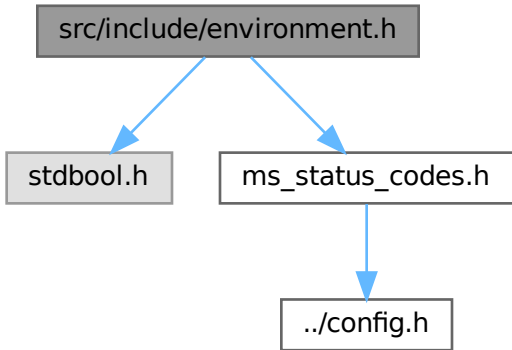 src/include/environment.h
stdbool.h
ms_status_codes.h
../config.h